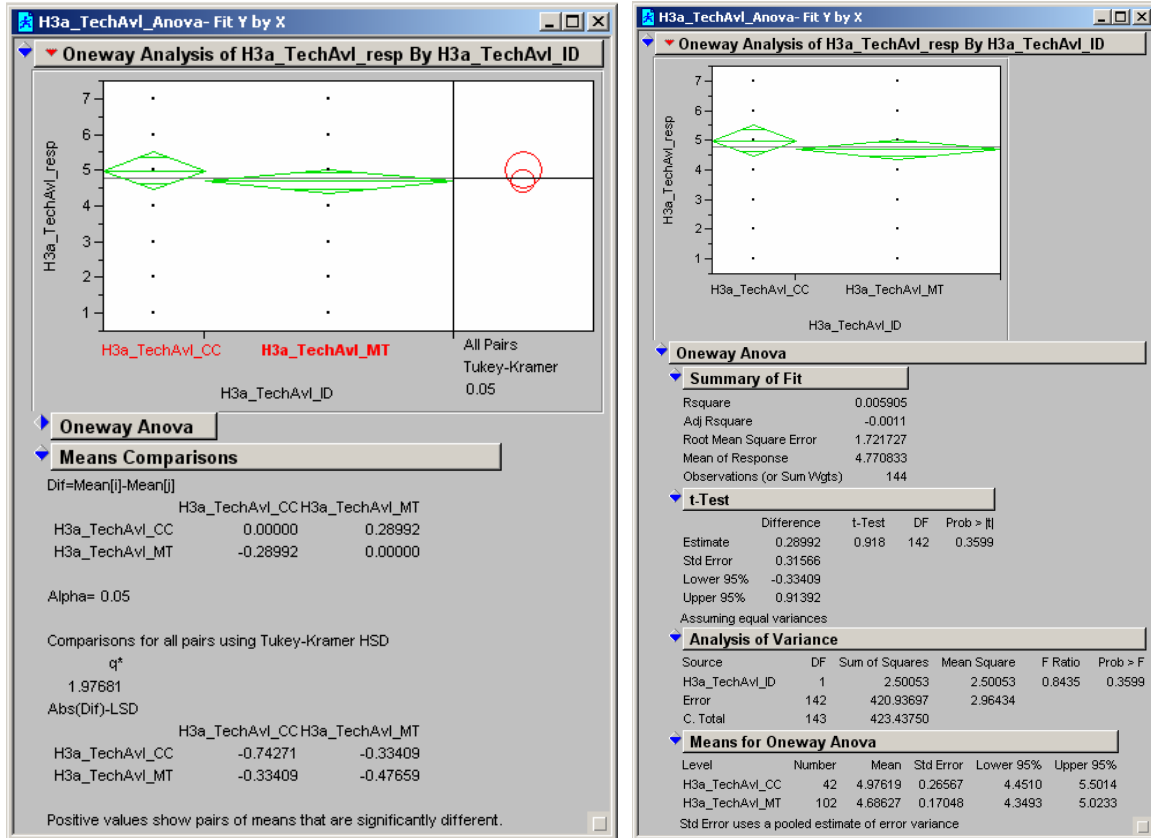 H3a_TechAvl_Anova- Fit Y by X
Oneway Analysis of H3a_TechAvl_resp By H3a_TechAvl_ID
H3a_TechAvl_resp
7
6
5
4
3
2
1
H3a_TechAvl_CC H3a_TechAvl_MT
All Pairs
Tukey-Kramer
0.05
H3a_TechAvl_ID
Oneway Anova
Means Comparisons
Dif=Mean[i]-Mean[j]
H3a_TechAvl_CC H3a_TechAvl_MT
H3a_TechAvl_CC 0.00000 0.28992
H3a_TechAvl_MT -0.28992 0.00000
Alpha= 0.05
Comparisons for all pairs using Tukey-Kramer HSD
q*
1.97681
Abs(Dif)-LSD
H3a_TechAvl_CC H3a_TechAvl_MT
H3a_TechAvl_CC -0.74271 -0.33409
H3a_TechAvl_MT -0.33409 -0.47659
Positive values show pairs of means that are significantly different.
H3a_TechAvl_Anova- Fit Y by X
Oneway Analysis of H3a_TechAvl_resp By H3a_TechAvl_ID
H3a_TechAvl_resp
7
6
5
4
3
2
1
H3a_TechAvl_CC H3a_TechAvl_MT
H3a_TechAvl_ID
Oneway Anova
Summary of Fit
Rsquare 0.005905
Adj Rsquare -0.0011
Root Mean Square Error 1.721727
Mean of Response 4.770833
Observations (or Sum Wgts) 144
t-Test
Difference t-Test DF Prob > |t|
Estimate 0.28992 0.918 142 0.3599
Std Error 0.31566
Lower 95% -0.33409
Upper 95% 0.91392
Assuming equal variances
Analysis of Variance
Source DF Sum of Squares Mean Square F Ratio Prob > F
H3a_TechAvl_ID 1 2.50053 2.50053 0.8435 0.3599
Error 142 420.93697 2.96434
C. Total 143 423.43750
Means for Oneway Anova
Level Number Mean Std Error Lower 95% Upper 95%
H3a_TechAvl_CC 42 4.97619 0.26567 4.4510 5.5014
H3a_TechAvl_MT 102 4.68627 0.17048 4.3493 5.0233
Std Error uses a pooled estimate of error variance